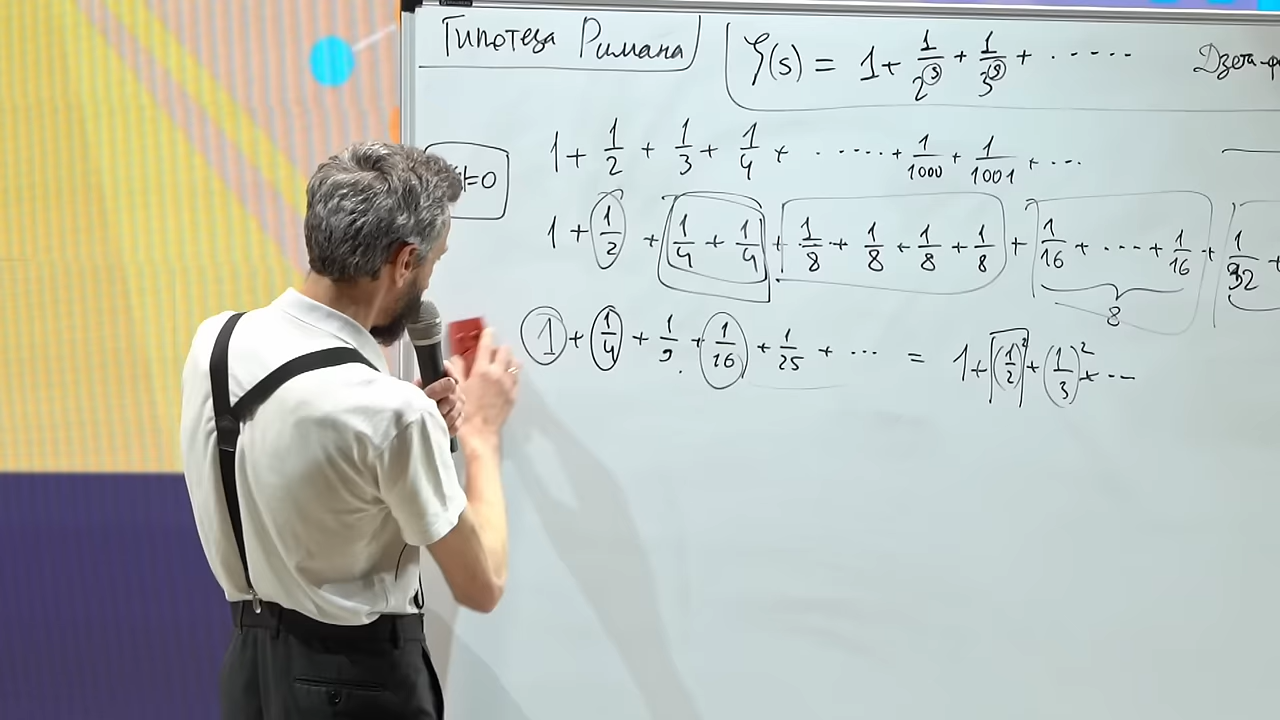 Гипотеза Римана
ζ(s) = 1 + 1/2^s + 1/3^s + ·····
1 + 1/2 + 1/3 + 1/4 + ······ + 1/1000 + 1/1001 + ...
=0
1 + 1/2 + 1/4 + 1/4 + 1/8 + 1/8 + 1/8 + 1/8 + 1/16 + ··· + 1/16 + 1/32 +
8
1 + 1/4 + 1/9 + 1/16 + 1/25 + ··· = 1 + (1/2)² + (1/3)² + ···